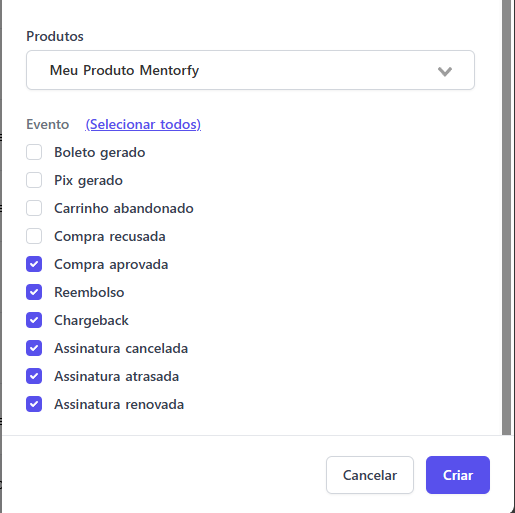 Produtos
Meu Produto Mentorfy
Evento (Selecionar todos)
Boleto gerado
Pix gerado
Carrinho abandonado
Compra recusada
Compra aprovada
Reembolso
Chargeback
Assinatura cancelada
Assinatura atrasada
Assinatura renovada
Cancelar Criar